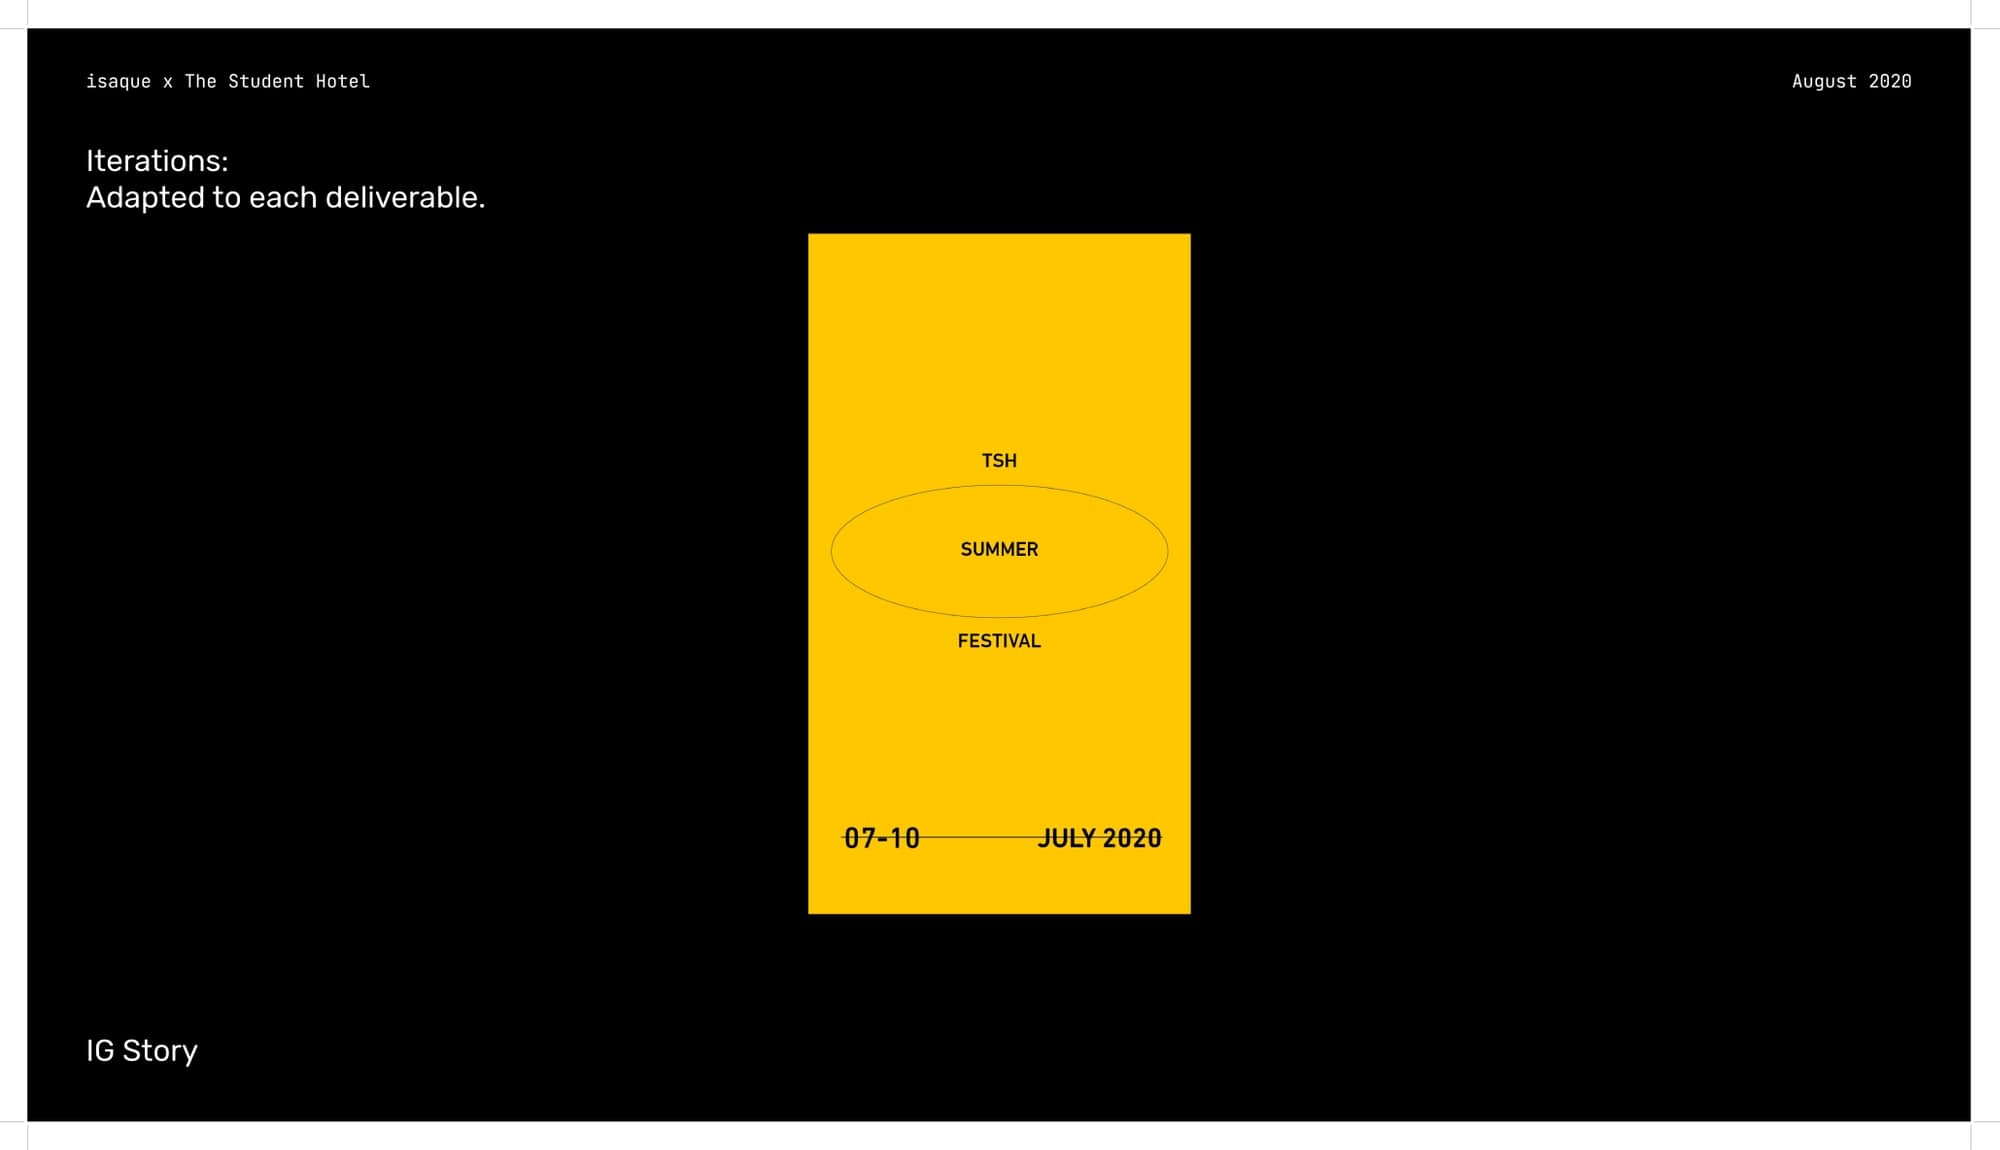 isaque x The Student Hotel
August 2020
Iterations:
Adapted to each deliverable.
TSH
SUMMER
FESTIVAL
07-10 JULY 2020
IG Story